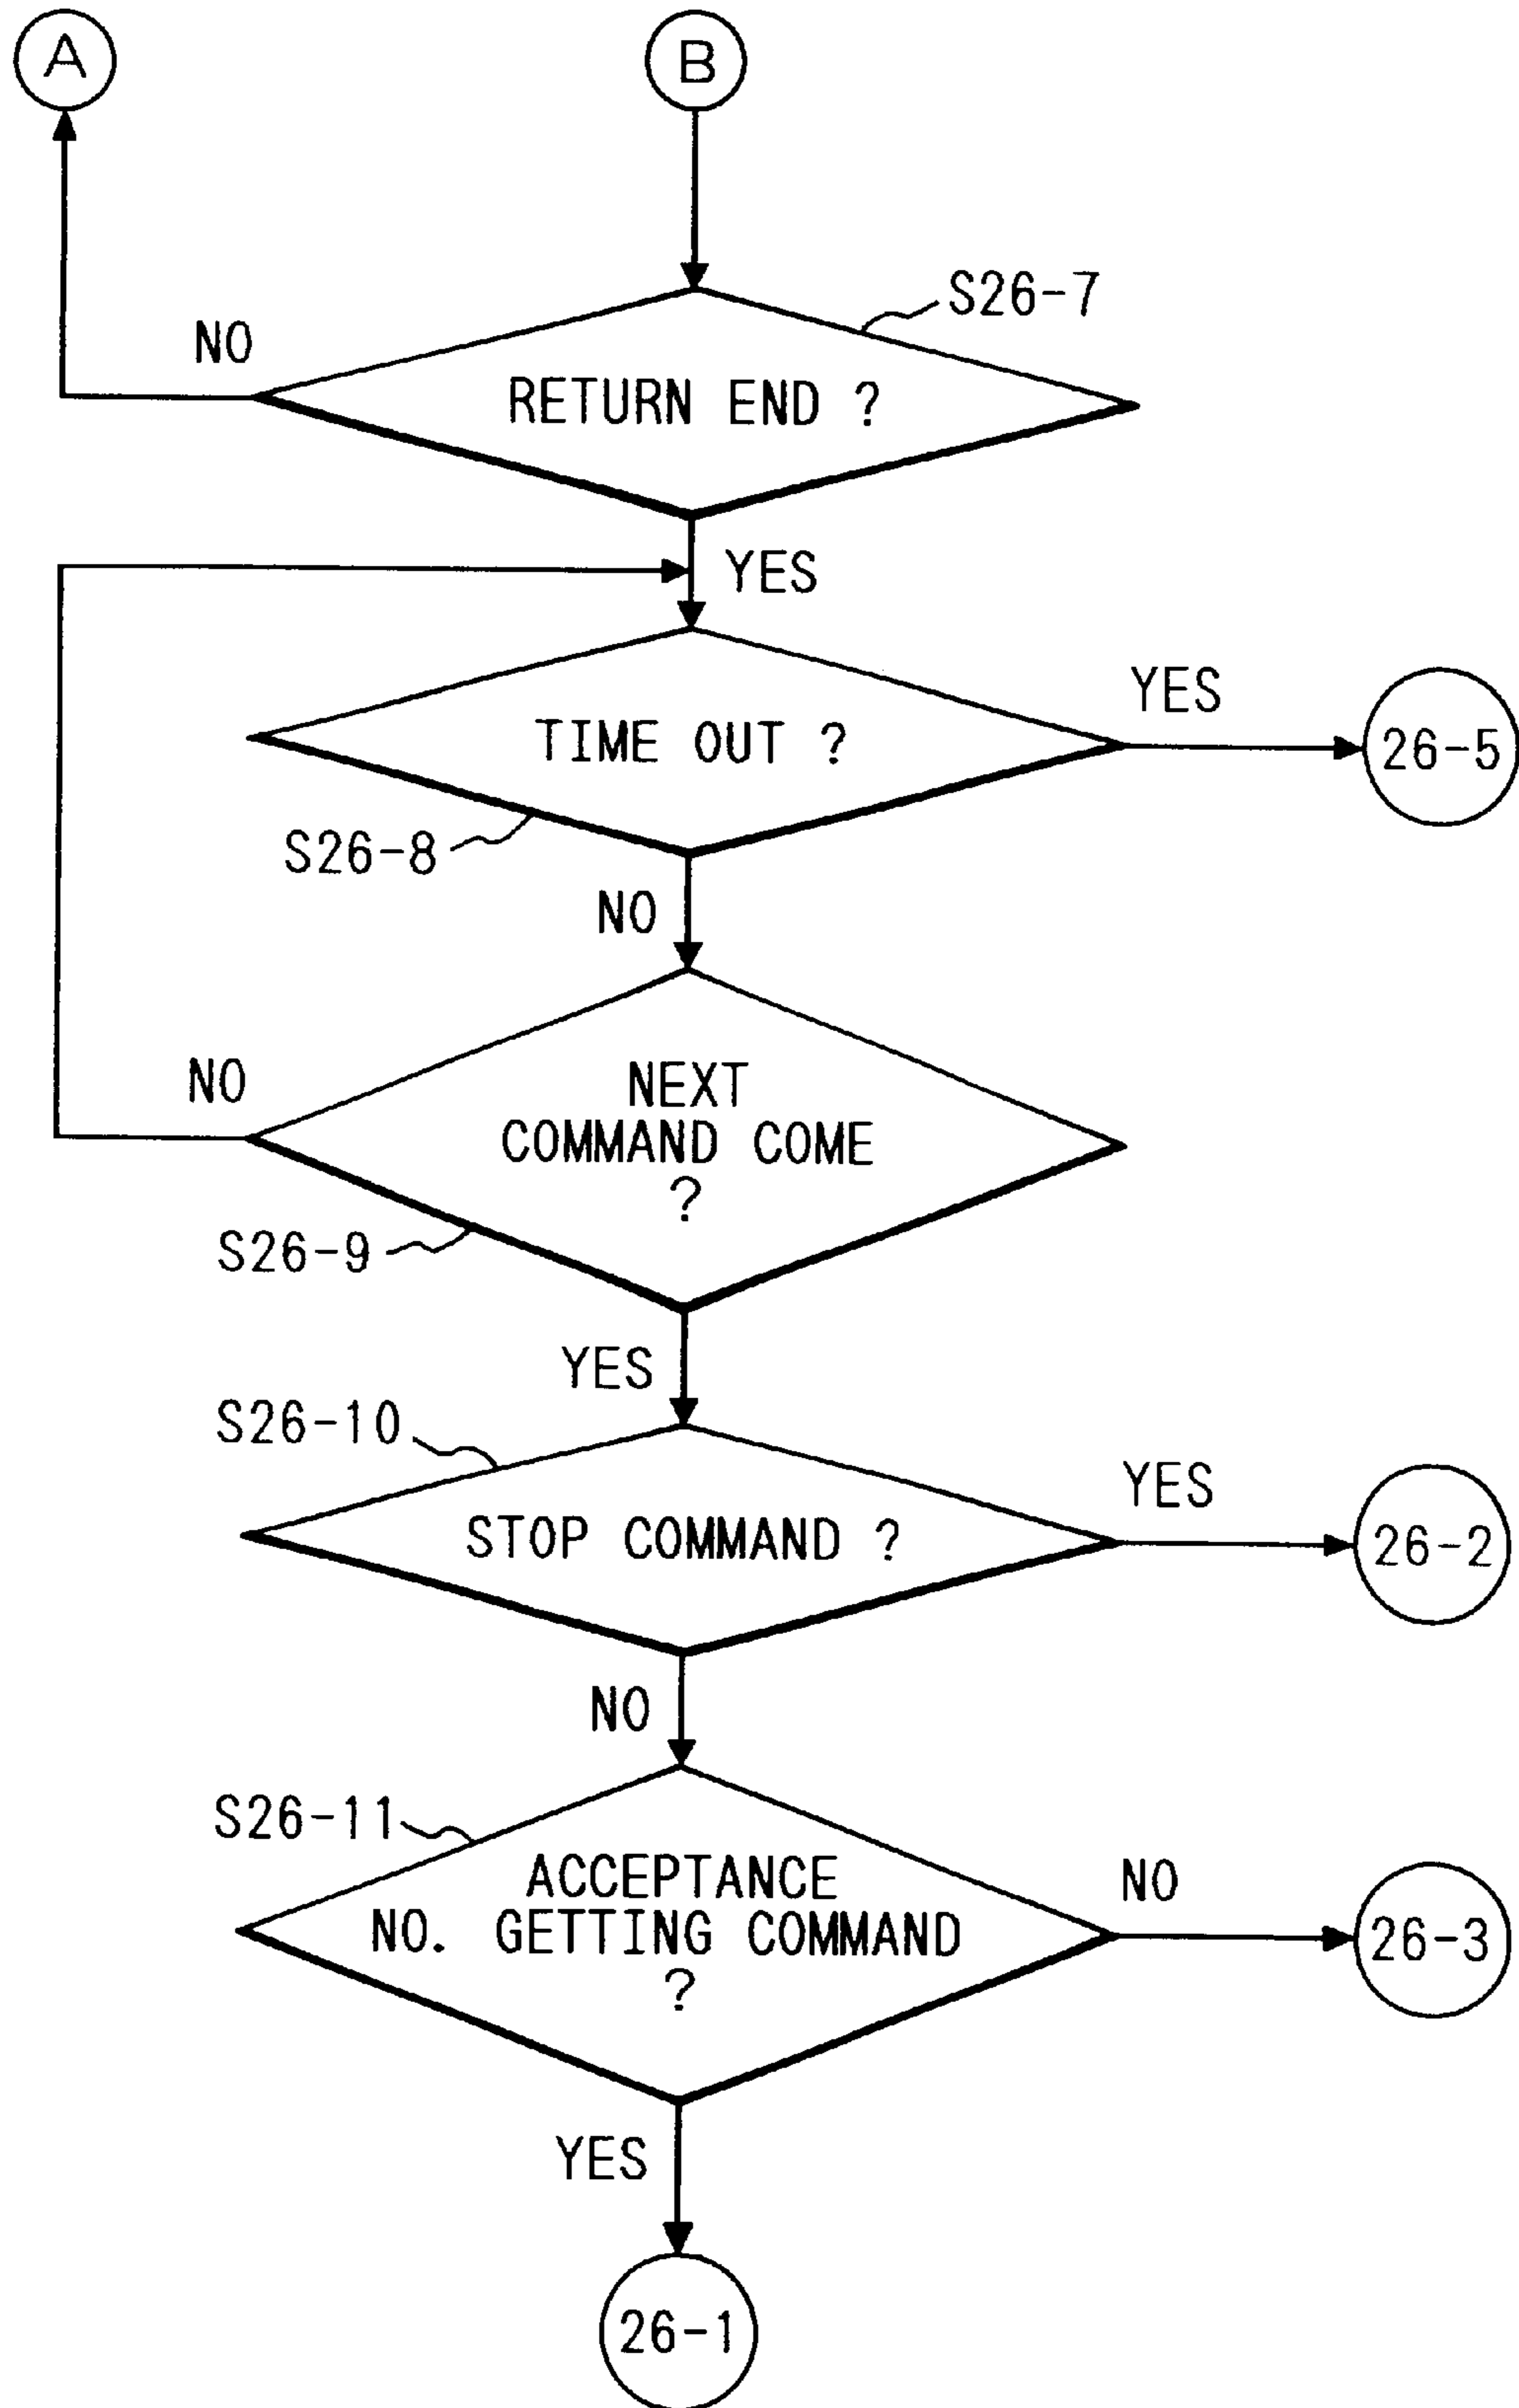 A
B
S26-7
NO
RETURN END ?
YES
YES
TIME OUT ?
26-5
S26-8
NO
NO
NEXT
COMMAND COME
?
S26-9
YES
S26-10
YES
STOP COMMAND ?
26-2
NO
S26-11
ACCEPTANCE
NO. GETTING COMMAND
?
NO
26-3
YES
26-1